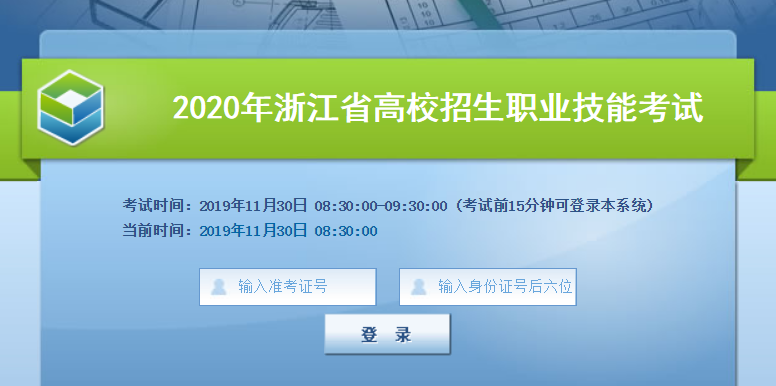 2020年浙江省高校招生职业技能考试
考试时间：2019年11月30日 08:30:00-09:30:00（考试前15分钟可登录本系统）
当前时间：2019年11月30日 08:30:00
输入准考证号
输入身份证号后六位
登 录